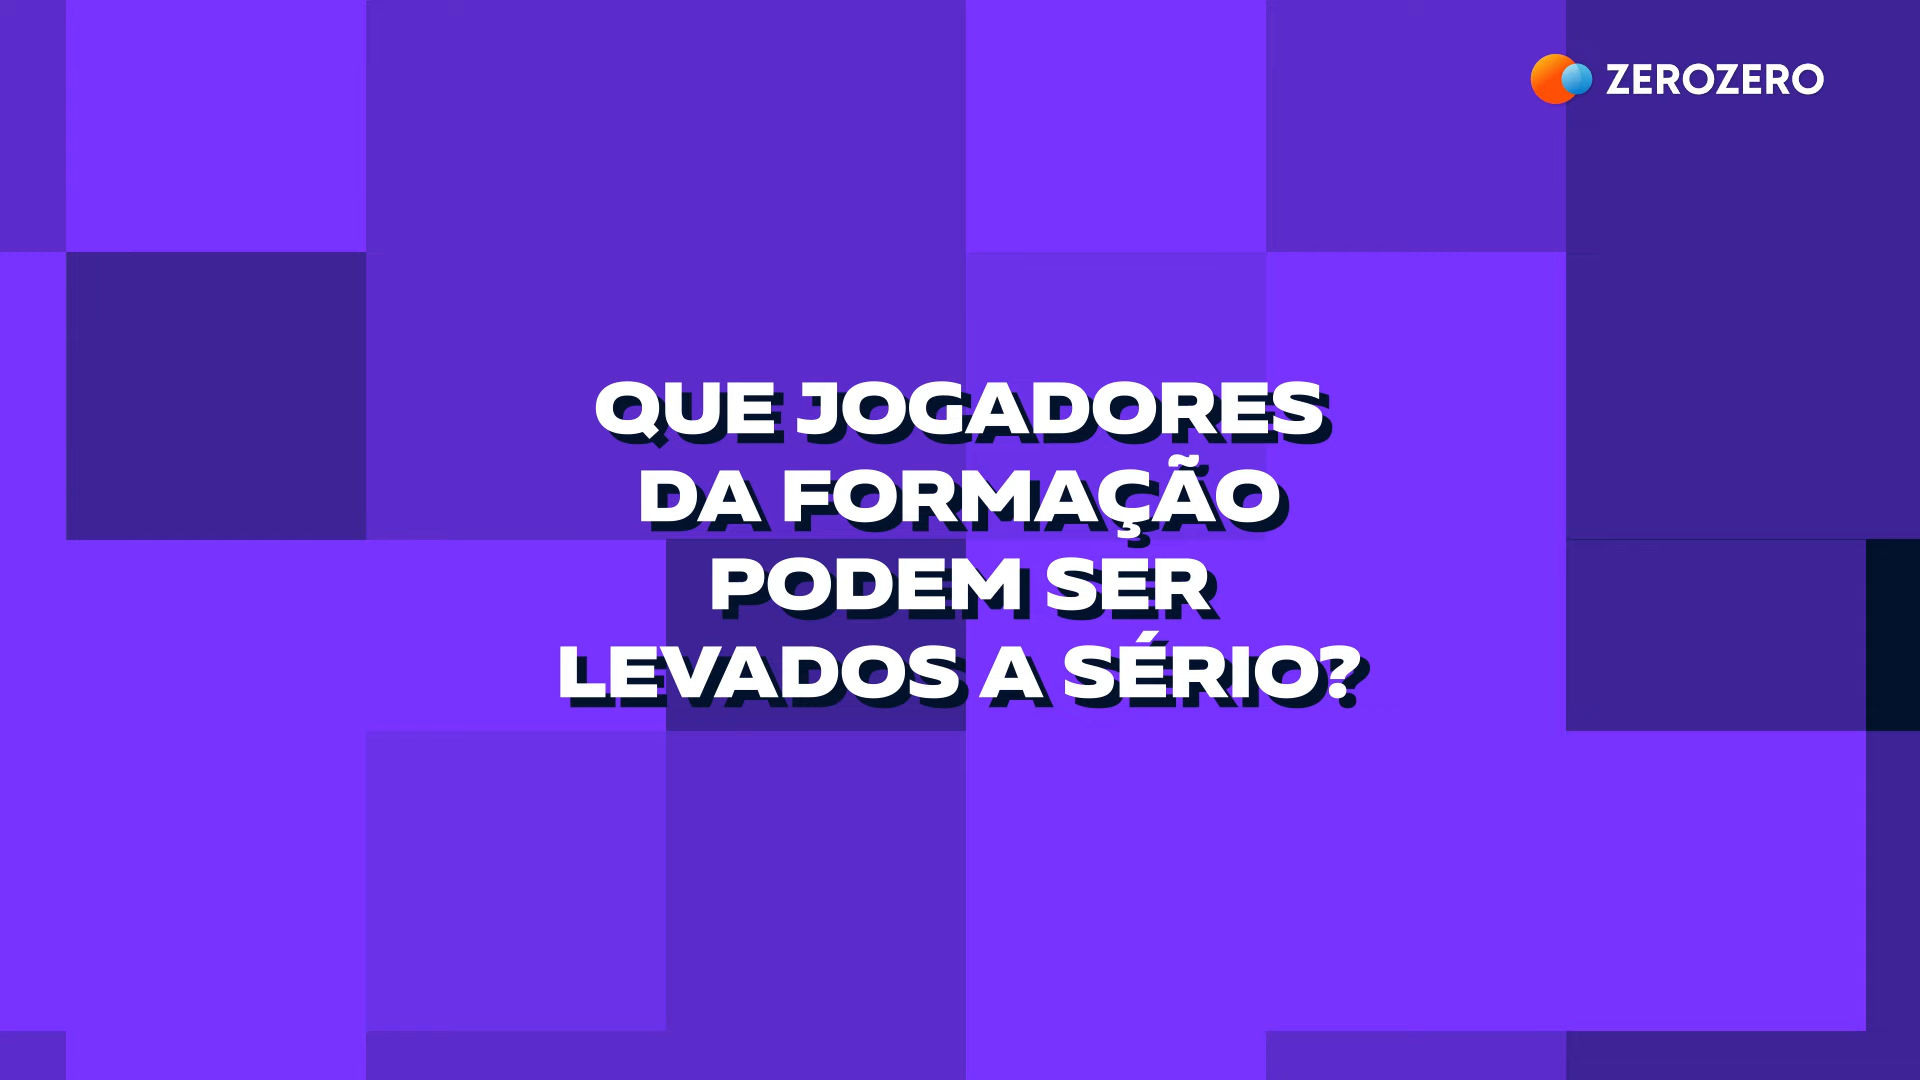 ZEROZERO
QUE JOGADORES
DA FORMAÇÃO
PODEM SER
LEVADOS A SÉRIO?